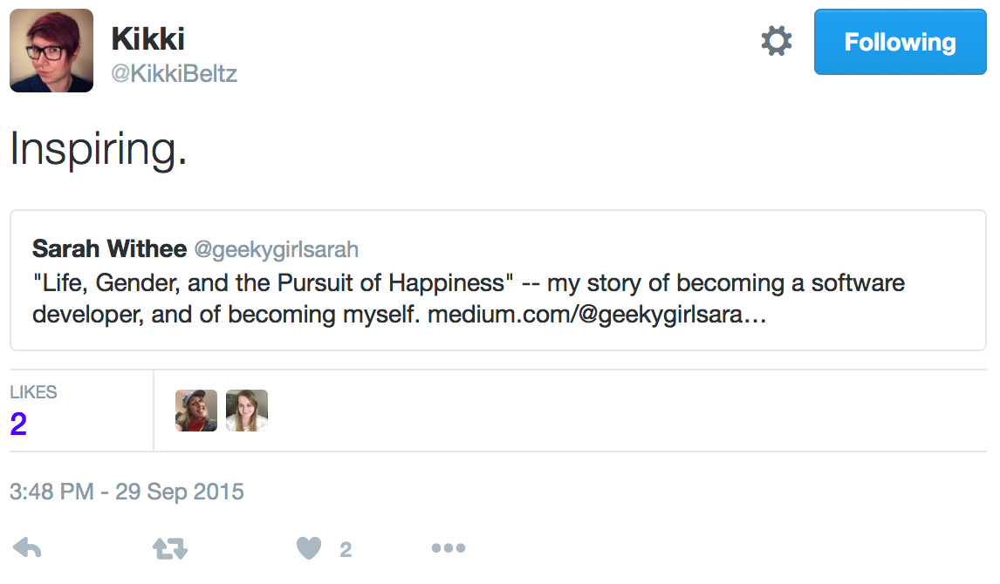 Kikki
@KikkiBeltz
Following
Inspiring.
Sarah Withee @geekygirlsarah
"Life, Gender, and the Pursuit of Happiness" -- my story of becoming a software
developer, and of becoming myself. medium.com/@geekygirlsara…
LIKES
2
3:48 PM - 29 Sep 2015
2